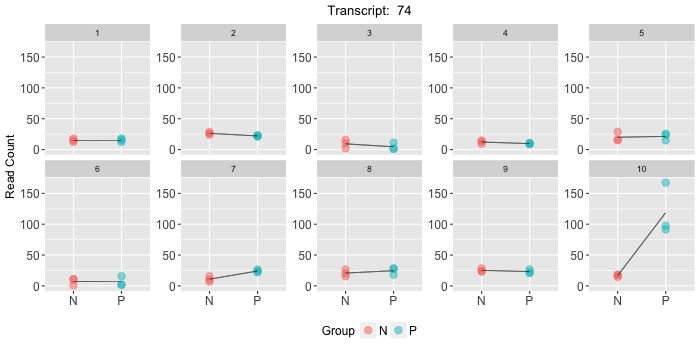 Transcript: 74
1 2 3 4 5
150 150 150 150 150
100 100 100 100 100
50 50 50 50 50
0 0 0 0 0
Read Count
6 7 8 9 10
150 150 150 150 150
100 100 100 100 100
50 50 50 50 50
0 0 0 0 0
N P N P N P N P N P
Group N P